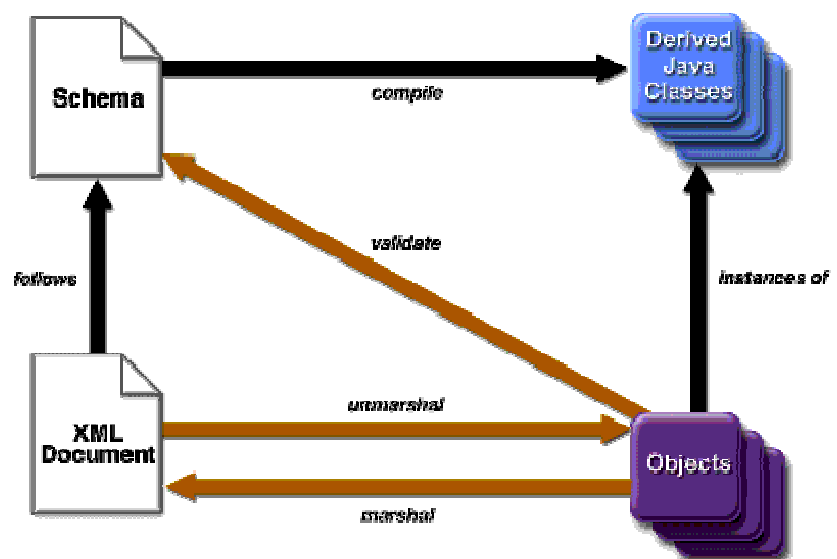 Derived
Java
Classes
Schema
compile
validate
follows
instances of
unmarshal
XML
Document
Objects
marshal